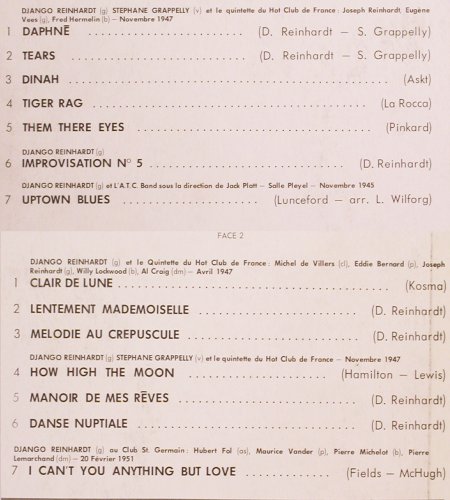 DJANGO REINHARDT (g) STEPHANE GRAPPELLY (v) et le quintette du Hot Club de France : Joseph Reinhardt, Eugène
Vees (g), Fred Hermelin (b) – Novembre 1947
1 DAPHNĒ (D. Reinhardt – S. Grappelly)
2 TEARS (D. Reinhardt – S. Grappelly)
3 DINAH (Askt)
4 TIGER RAG (La Rocca)
5 THEM THERE EYES (Pinkard)
DJANGO REINHARDT (g)
6 IMPROVISATION N° 5 (D. Reinhardt)
DJANGO REINHARDT (g) et L'A.T.C. Band sous la direction de Jack Platt – Salle Pleyel – Novembre 1945
7 UPTOWN BLUES (Lunceford – arr. L. Wilforg)
FACE 2
DJANGO REINHARDT (g) et le Quintette du Hot Club de France : Michel de Villers (cl), Eddie Bernard (p), Joseph
Reinhardt (g), Willy Lockwood (b), Al Craig (dm) – Avril 1947
1 CLAIR DE LUNE (Kosma)
2 LENTEMENT MADEMOISELLE (D. Reinhardt)
3 MELODIE AU CREPUSCULE (D. Reinhardt)
DJANGO REINHARDT (g) STEPHANE GRAPPELLY (v) et le quintette du Hot Club de France – Novembre 1947
4 HOW HIGH THE MOON (Hamilton – Lewis)
5 MANOIR DE MES RĒVES (D. Reinhardt)
6 DANSE NUPTIALE (D. Reinhardt)
DJANGO REINHARDT (g) au Club St. Germain : Hubert Fol (as), Maurice Vander (p), Pierre Michelot (b), Pierre
Lemarchand (dm) – 20 Février 1951
7 I CAN'T YOU ANYTHING BUT LOVE (Fields – McHugh)